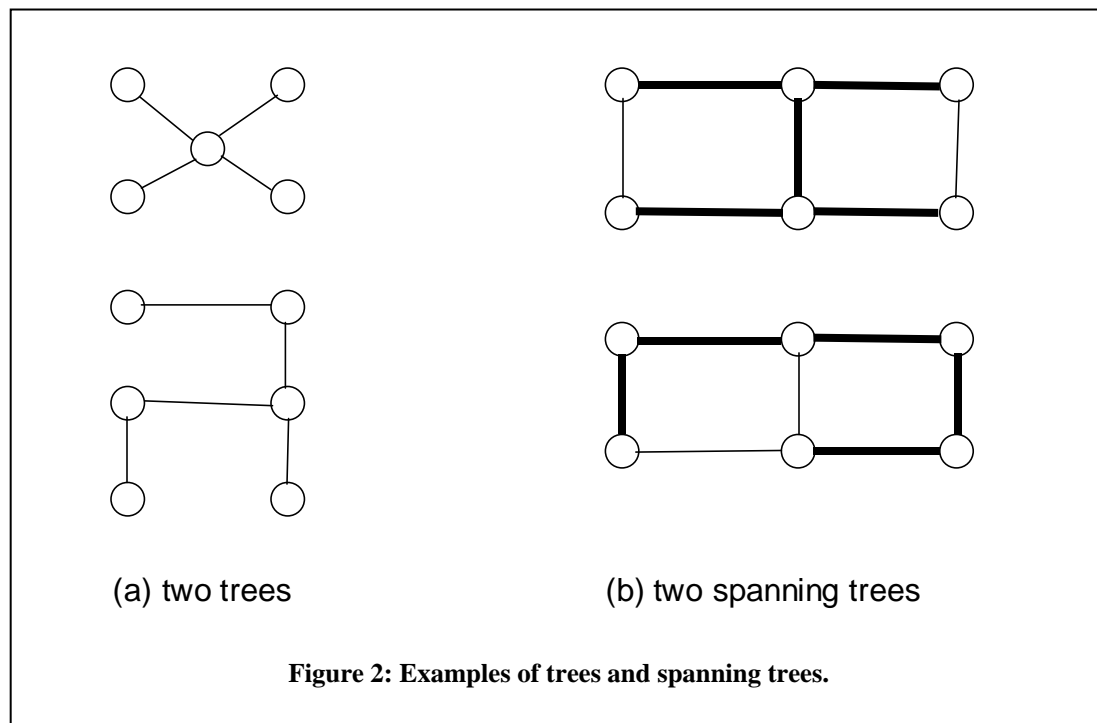 (a) two trees
(b) two spanning trees
Figure 2: Examples of trees and spanning trees.